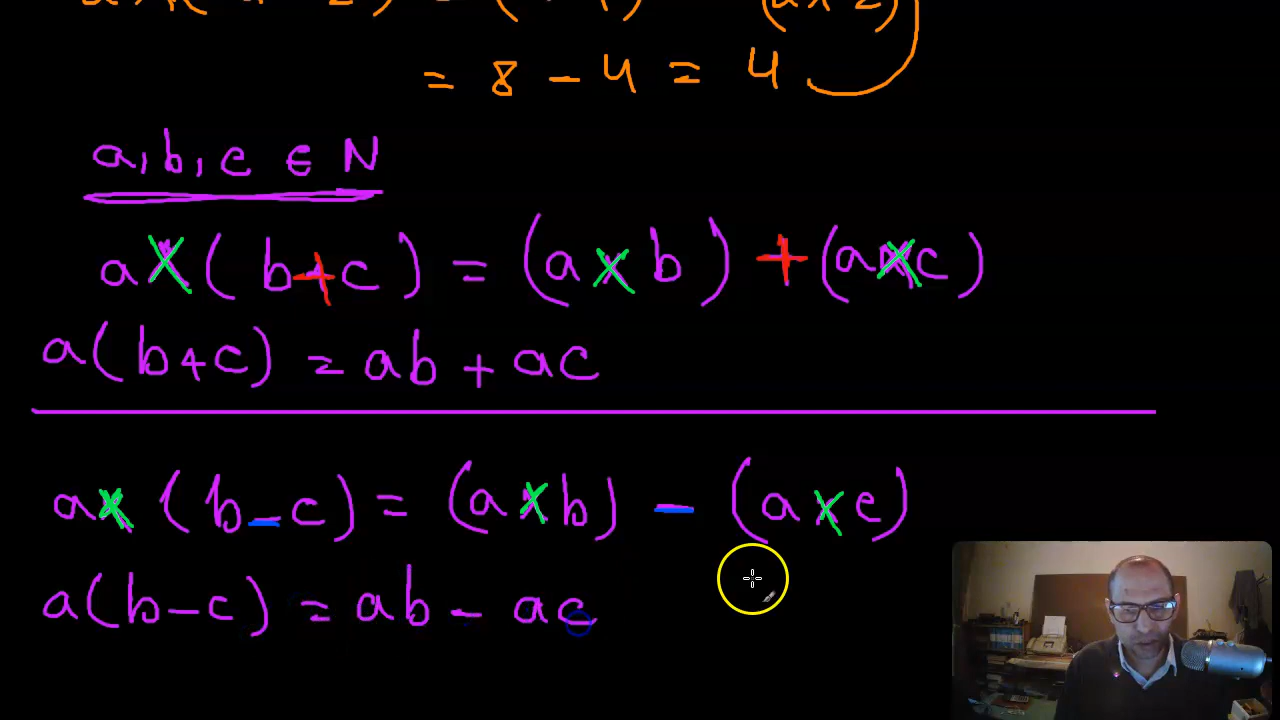 = 8 - 4 = 4
a, b, c ∈ N
a × ( b + c ) = ( a × b ) + ( a × c )
a ( b + c ) = ab + ac
a × ( b - c ) = ( a × b ) - ( a × c )
a ( b - c ) = ab - ac